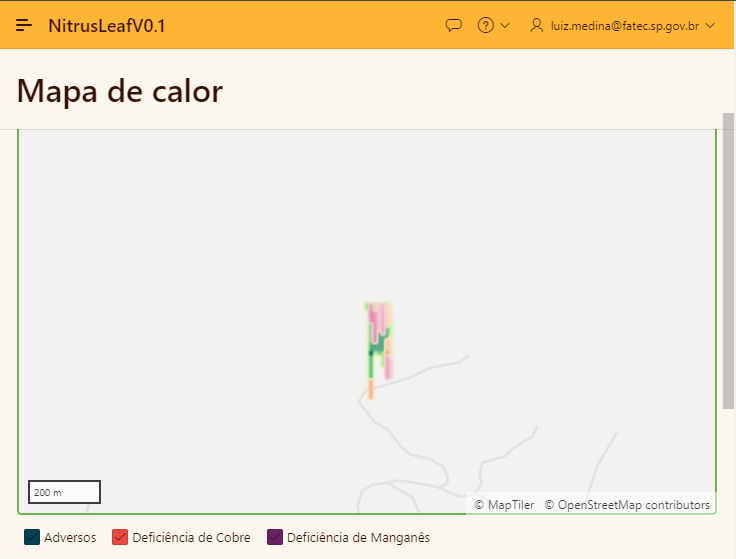 NitrusLeafV0.1
luiz.medina@fatec.sp.gov.br
Mapa de calor
200 m
© MapTiler © OpenStreetMap contributors
Adversos Deficiência de Cobre Deficiência de Manganês